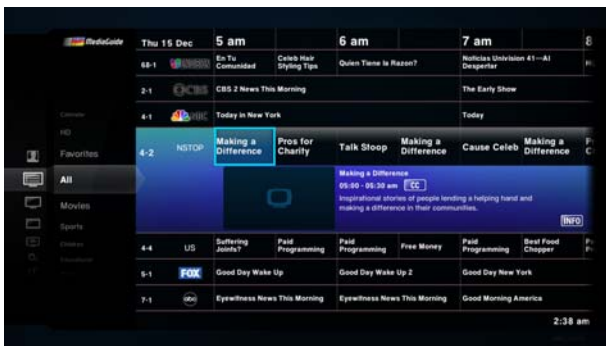 MediaGuide
Thu 15 Dec
5 am
6 am
7 am
8
68-1
En Tu Comunidad
Celeb Hair Styling Tips
Quien Tiene la Razon?
Noticias Univision 41—Al Desperter
2-1
CBS
CBS 2 News This Morning
The Early Show
4-1
NBC
Today in New York
Today
HD
Favorites
All
Movies
Sports
Children
Educational
4-2
NSTOP
Making a Difference
Pros for Charity
Talk Stoop
Making a Difference
Cause Celeb
Making a Difference
Making a Difference
05:00 - 05:30 am CC
Inspirational stories of people lending a helping hand and
making a difference in their communities.
INFO
4-4
US
Suffering Joints?
Paid Programming
Paid Programming
Free Money
Paid Programming
Best Food Chopper
5-1
FOX
Good Day Wake Up
Good Day Wake Up 2
Good Day New York
7-1
abc
Eyewitness News This Morning
Eyewitness News This Morning
Good Morning America
2:38 am